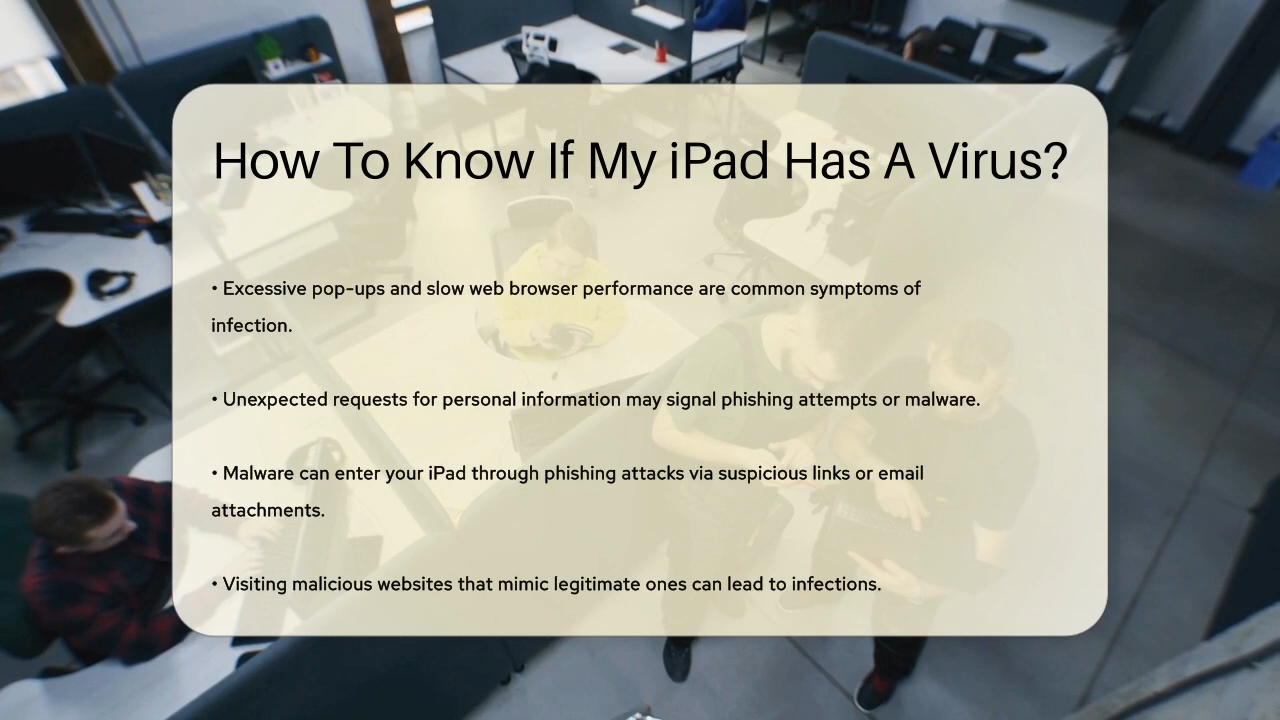 How To Know If My iPad Has A Virus?
• Excessive pop-ups and slow web browser performance are common symptoms of
infection.
• Unexpected requests for personal information may signal phishing attempts or malware.
• Malware can enter your iPad through phishing attacks via suspicious links or email
attachments.
• Visiting malicious websites that mimic legitimate ones can lead to infections.